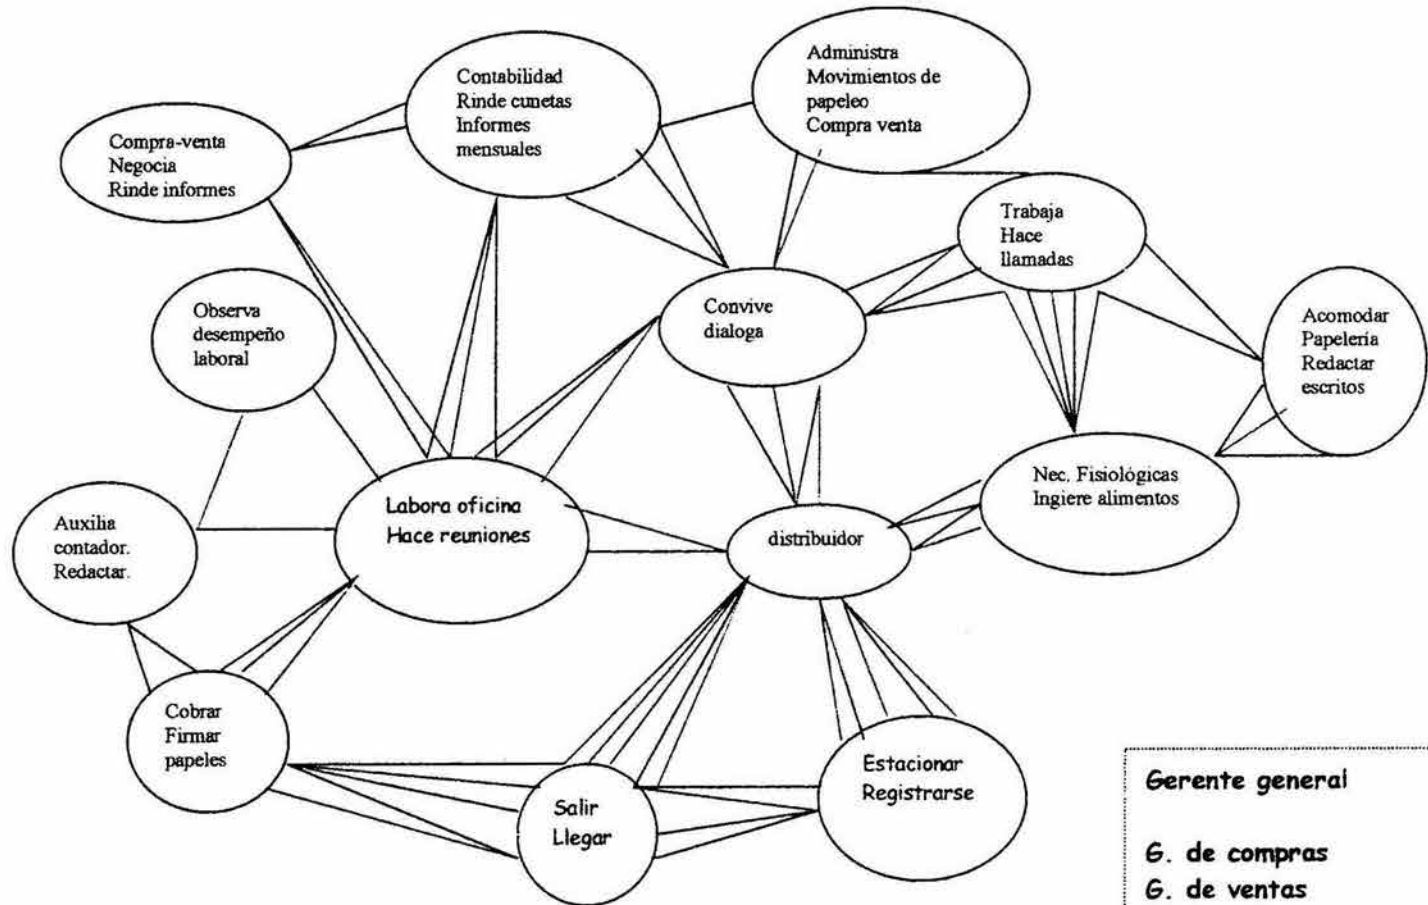 Administra
Movimientos de
papeleo
Compra venta
Contabilidad
Rinde cunetas
Informes
mensuales
Compra-venta
Negocia
Rinde informes
Trabaja
Hace
llamadas
Observa
desempeño
laboral
Convive
dialoga
Acomodar
Papelería
Redactar
escritos
Nec. Fisiológicas
Ingiere alimentos
Labora oficina
Hace reuniones
Auxilia
contador.
Redactar.
distribuidor
Cobrar
Firmar
papeles
Salir
Llegar
Estacionar
Registrarse
Gerente general
G. de compras
G. de ventas